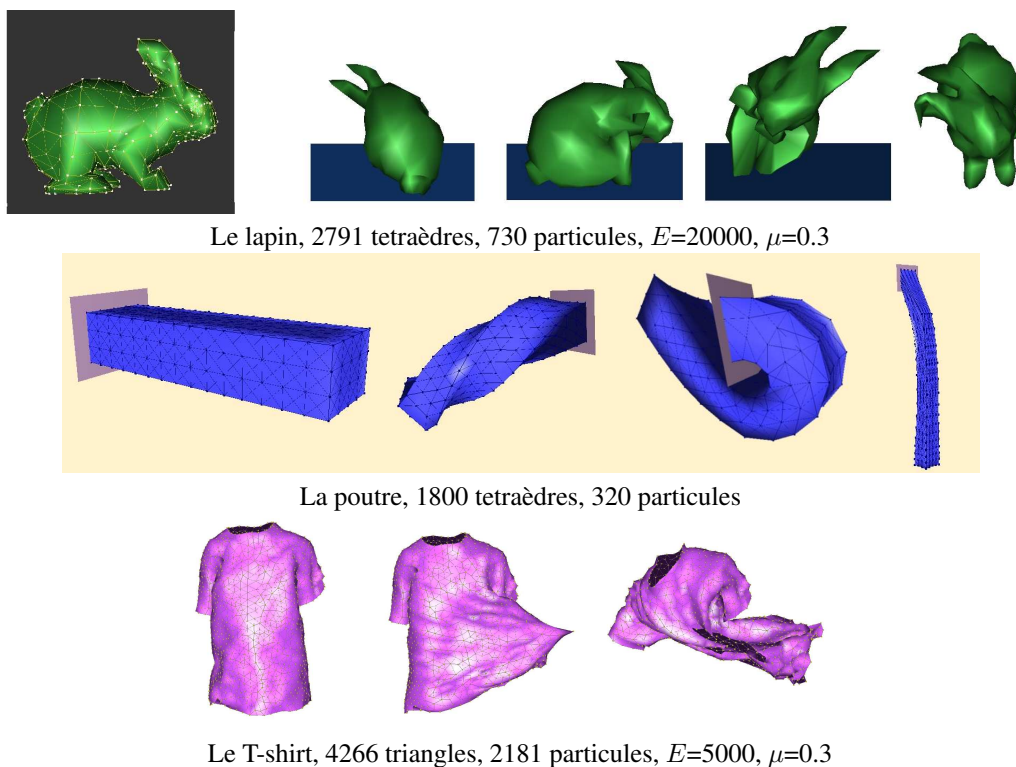 Le lapin, 2791 tetraèdres, 730 particules, E=20000, μ=0.3
La poutre, 1800 tetraèdres, 320 particules
Le T-shirt, 4266 triangles, 2181 particules, E=5000, μ=0.3